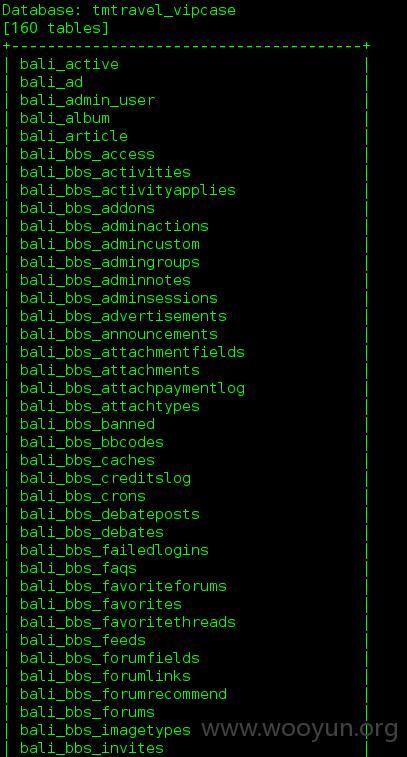 Database: tmtravel_vipcase
[160 tables]
+--------------------------------------+
| bali_active |
| bali_ad |
| bali_admin_user |
| bali_album |
| bali_article |
| bali_bbs_access |
| bali_bbs_activities |
| bali_bbs_activityapplies |
| bali_bbs_addons |
| bali_bbs_adminactions |
| bali_bbs_admincustom |
| bali_bbs_admingroups |
| bali_bbs_adminnotes |
| bali_bbs_adminsessions |
| bali_bbs_advertisements |
| bali_bbs_announcements |
| bali_bbs_attachmentfields |
| bali_bbs_attachments |
| bali_bbs_attachpaymentlog |
| bali_bbs_attachtypes |
| bali_bbs_banned |
| bali_bbs_bbcodes |
| bali_bbs_caches |
| bali_bbs_creditslog |
| bali_bbs_crons |
| bali_bbs_debateposts |
| bali_bbs_debates |
| bali_bbs_failedlogins |
| bali_bbs_faqs |
| bali_bbs_favoriteforums |
| bali_bbs_favorites |
| bali_bbs_favoritethreads |
| bali_bbs_feeds |
| bali_bbs_forumfields |
| bali_bbs_forumlinks |
| bali_bbs_forumrecommend |
| bali_bbs_forums |
| bali_bbs_imagetypes |
| bali_bbs_invites |
www.wooyun.org